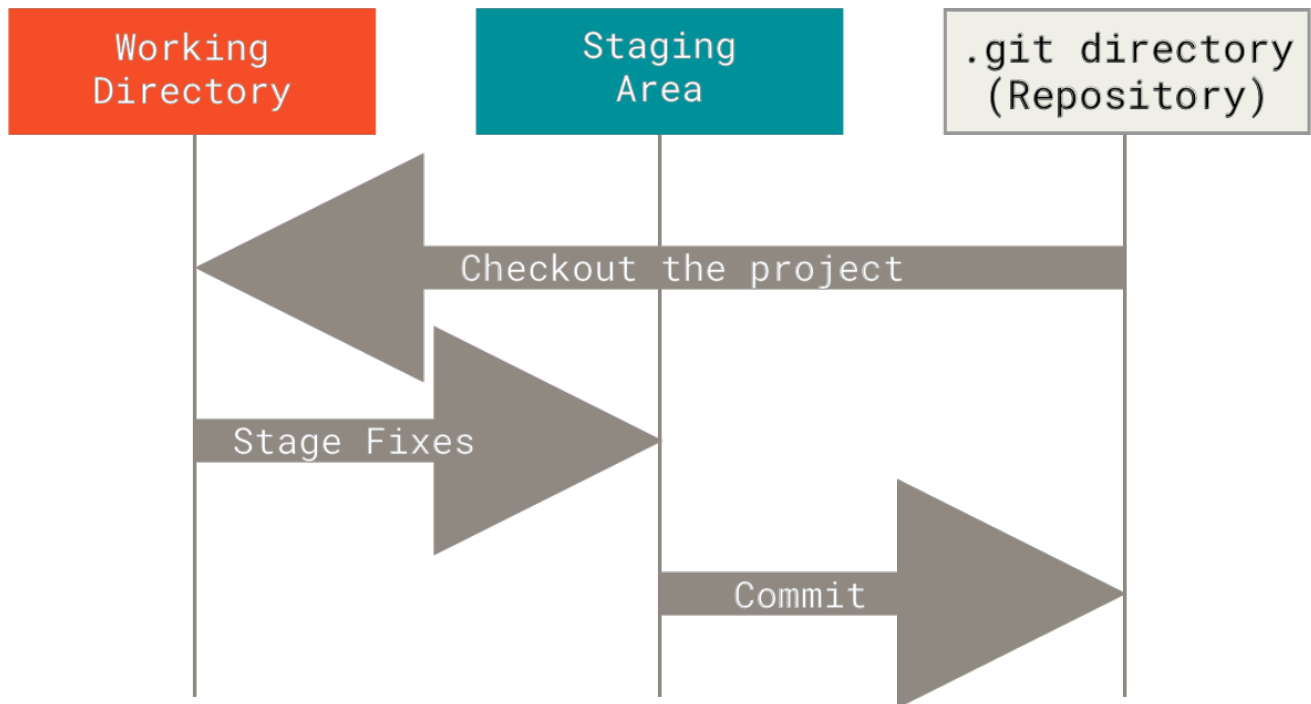 Working
Directory
Staging
Area
.git directory
(Repository)
Checkout the project
Stage Fixes
Commit